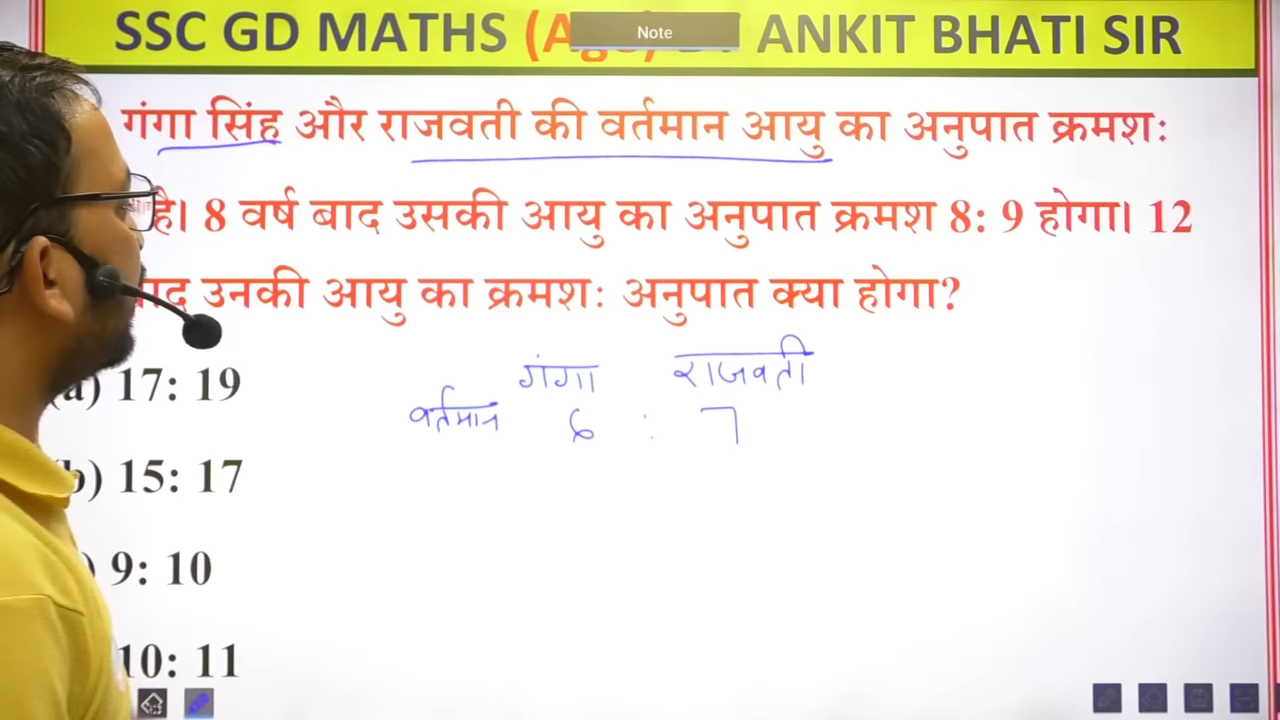 SSC GD MATHS (Age) ANKIT BHATI SIR
Note
गंगा सिंह और राजवती की वर्तमान आयु का अनुपात क्रमशः
है। 8 वर्ष बाद उसकी आयु का अनुपात क्रमश 8: 9 होगा। 12
बाद उनकी आयु का क्रमशः अनुपात क्या होगा?
(a) 17: 19
गंगा राजवती
वर्तमान 6 : 7
(b) 15: 17
) 9: 10
10: 11